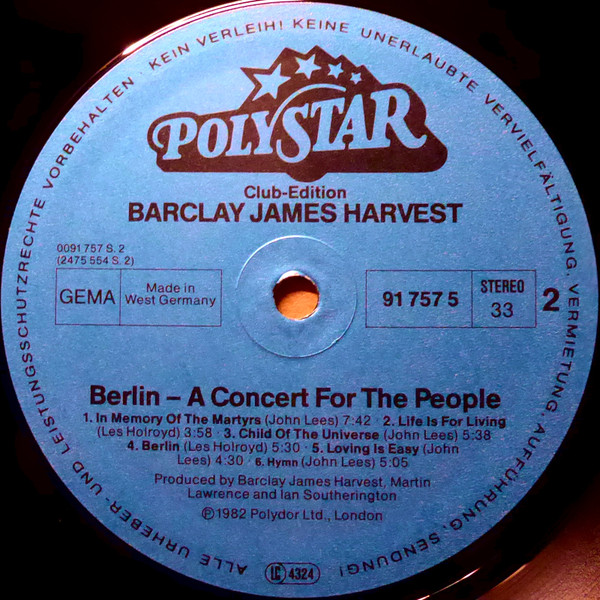 ALLE URHEBER- UND LEISTUNGSSCHUTZRECHTE VORBEHALTEN · KEIN VERLEIH! KEINE UNERLAUBTE VERVIELFÄLTIGUNG, VERMIETUNG, AUFFÜHRUNG, SENDUNG!
POLYSTAR
Club-Edition
BARCLAY JAMES HARVEST
0091 757 S. 2
(2475 554 S. 2)
GEMA
Made in
West Germany
91 757 5
STEREO
33
2
Berlin – A Concert For The People
1. In Memory Of The Martyrs (John Lees) 7:42 · 2. Life Is For Living
(Les Holroyd) 3:58 · 3. Child Of The Universe (John Lees) 5:38
4. Berlin (Les Holroyd) 5:30 · 5. Loving Is Easy (John
Lees) 4:30 · 6. Hymn (John Lees) 5:05
Produced by Barclay James Harvest, Martin
Lawrence and Ian Southerington
℗ 1982 Polydor Ltd., London
LC 4324